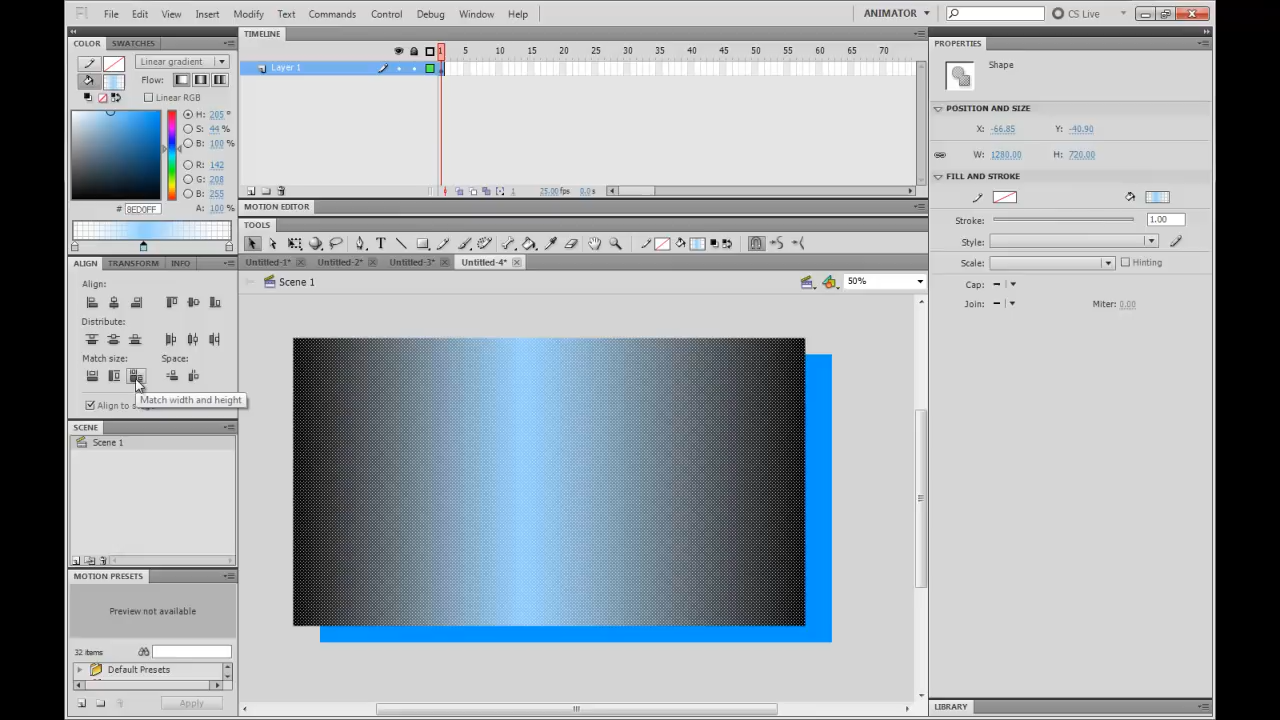 Fl File Edit View Insert Modify Text Commands Control Debug Window Help ANIMATOR CS Live
COLOR SWATCHES
Linear gradient
Flow:
Linear RGB
H: 205 °
S: 44 %
B: 100 %
R: 142
G: 208
B: 255
# 8ED0FF A: 100 %
TIMELINE
1 5 10 15 20 25 30 35 40 45 50 55 60 65 70
Layer 1
1 25.00fps 0.0s
MOTION EDITOR
TOOLS
Untitled-1* Untitled-2* Untitled-3* Untitled-4*
Scene 1 50%
ALIGN TRANSFORM INFO
Align:
Distribute:
Match size: Space:
Match width and height
Align to s
SCENE
Scene 1
MOTION PRESETS
Preview not available
32 items
Default Presets
Apply
PROPERTIES
Shape
POSITION AND SIZE
X: -66.85 Y: -40.90
W: 1280.00 H: 720.00
FILL AND STROKE
Stroke: 1.00
Style:
Scale: Hinting
Cap:
Join: Miter: 0.00
LIBRARY